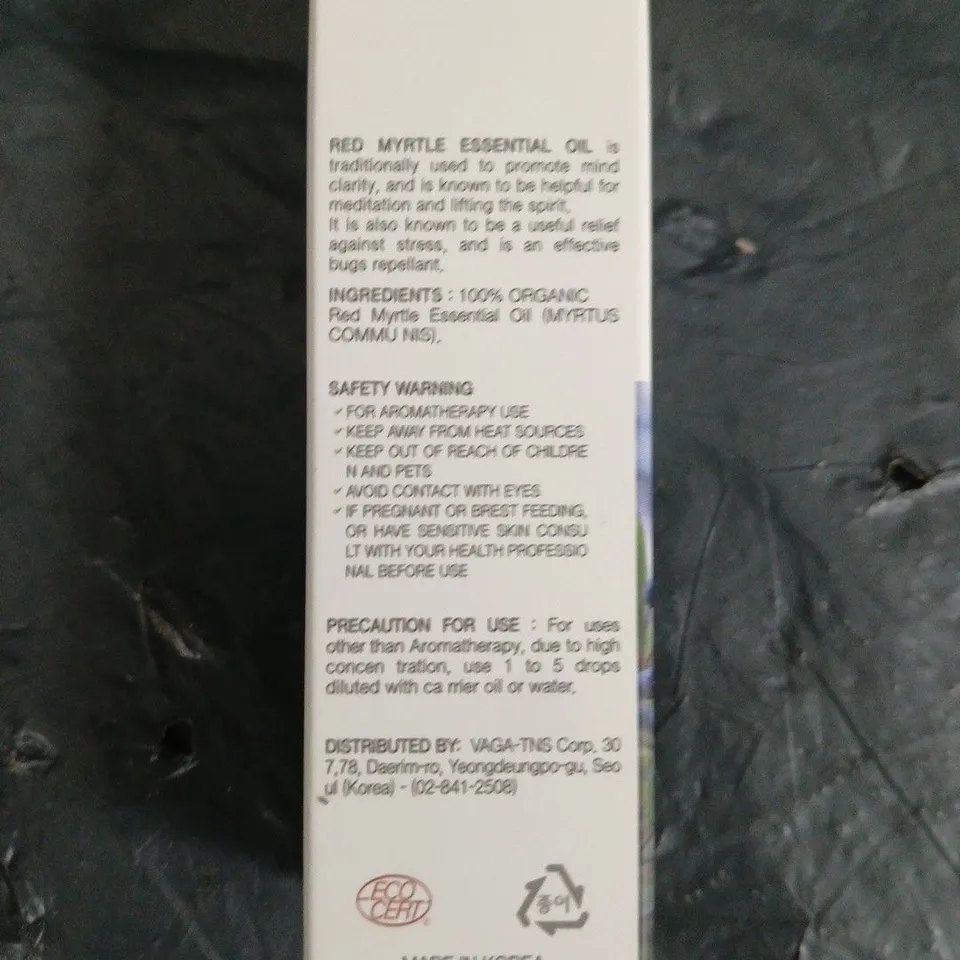 RED MYRTLE ESSENTIAL OIL is
traditionally used to promote mind
clarity, and is known to be helpful for
meditation and lifting the spirit.
It is also known to be a useful relief
against stress, and is an effective
bugs repellant.
INGREDIENTS : 100% ORGANIC
Red Myrtle Essential Oil (MYRTUS
COMMU NIS).
SAFETY WARNING
✓ FOR AROMATHERAPY USE
✓ KEEP AWAY FROM HEAT SOURCES
✓ KEEP OUT OF REACH OF CHILDRE
N AND PETS
✓ AVOID CONTACT WITH EYES
✓ IF PREGNANT OR BREST FEEDING,
OR HAVE SENSITIVE SKIN CONSU
LT WITH YOUR HEALTH PROFESSIO
NAL BEFORE USE
PRECAUTION FOR USE : For uses
other than Aromatherapy, due to high
concen tration, use 1 to 5 drops
diluted with ca rrier oil or water.
DISTRIBUTED BY: VAGA-TNS Corp. 30
7,78, Daerim-ro, Yeongdeungpo-gu, Seo
ul (Korea) - (02-841-2508)
ECO
CERT
종이
MADE IN KOREA